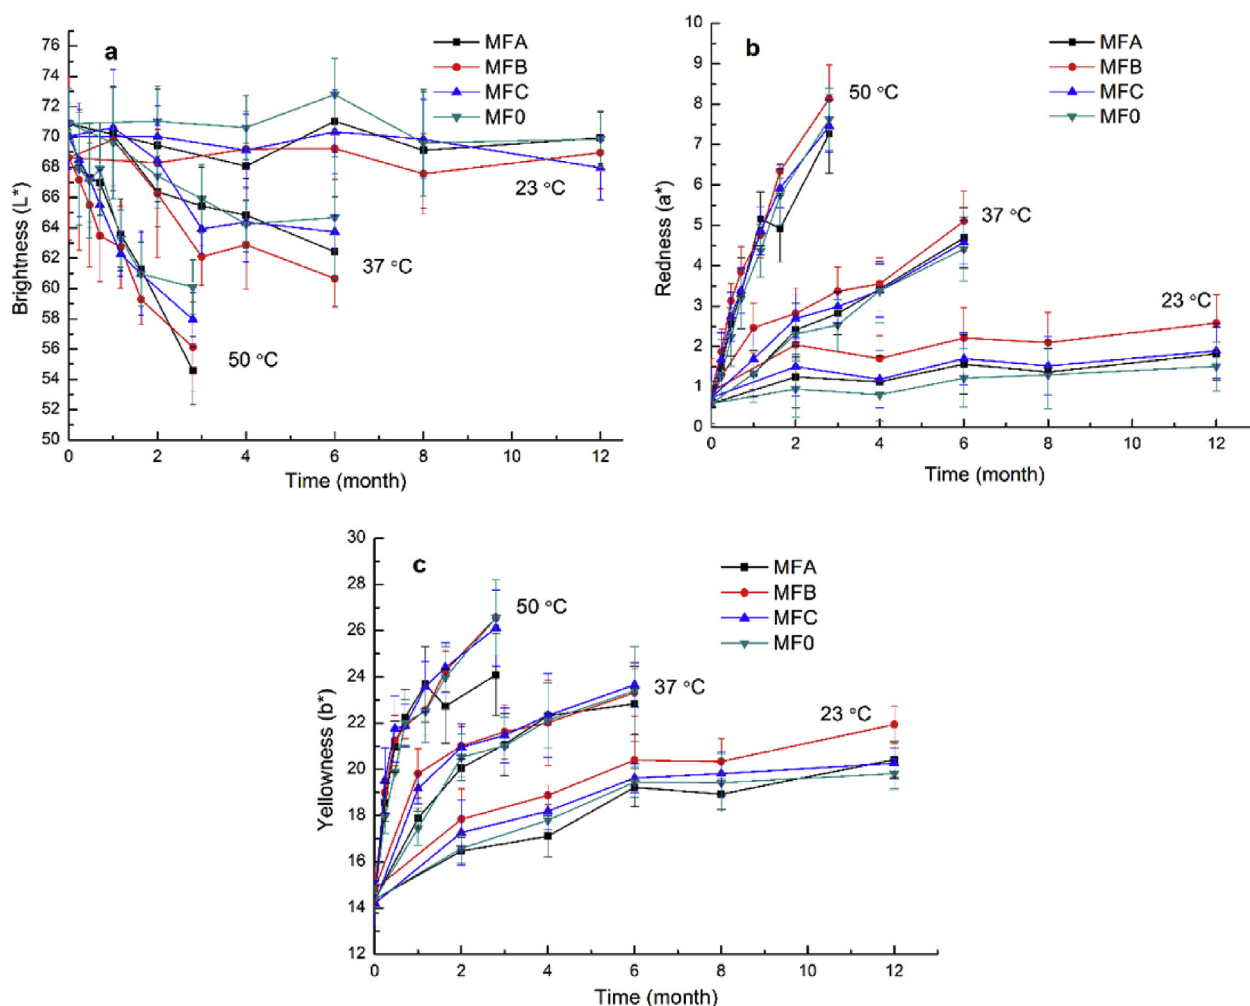 a
MFA
MFB
MFC
MF0
76
74
72
70
68
66
64
62
60
58
56
54
52
50
Brightness (L*)
23 °C
37 °C
50 °C
0 2 4 6 8 10 12
Time (month)
b
MFA
MFB
MFC
MF0
10
9
8
7
6
5
4
3
2
1
0
Redness (a*)
50 °C
37 °C
23 °C
0 2 4 6 8 10 12
Time (month)
c
MFA
MFB
MFC
MF0
30
28
26
24
22
20
18
16
14
12
Yellowness (b*)
50 °C
37 °C
23 °C
0 2 4 6 8 10 12
Time (month)